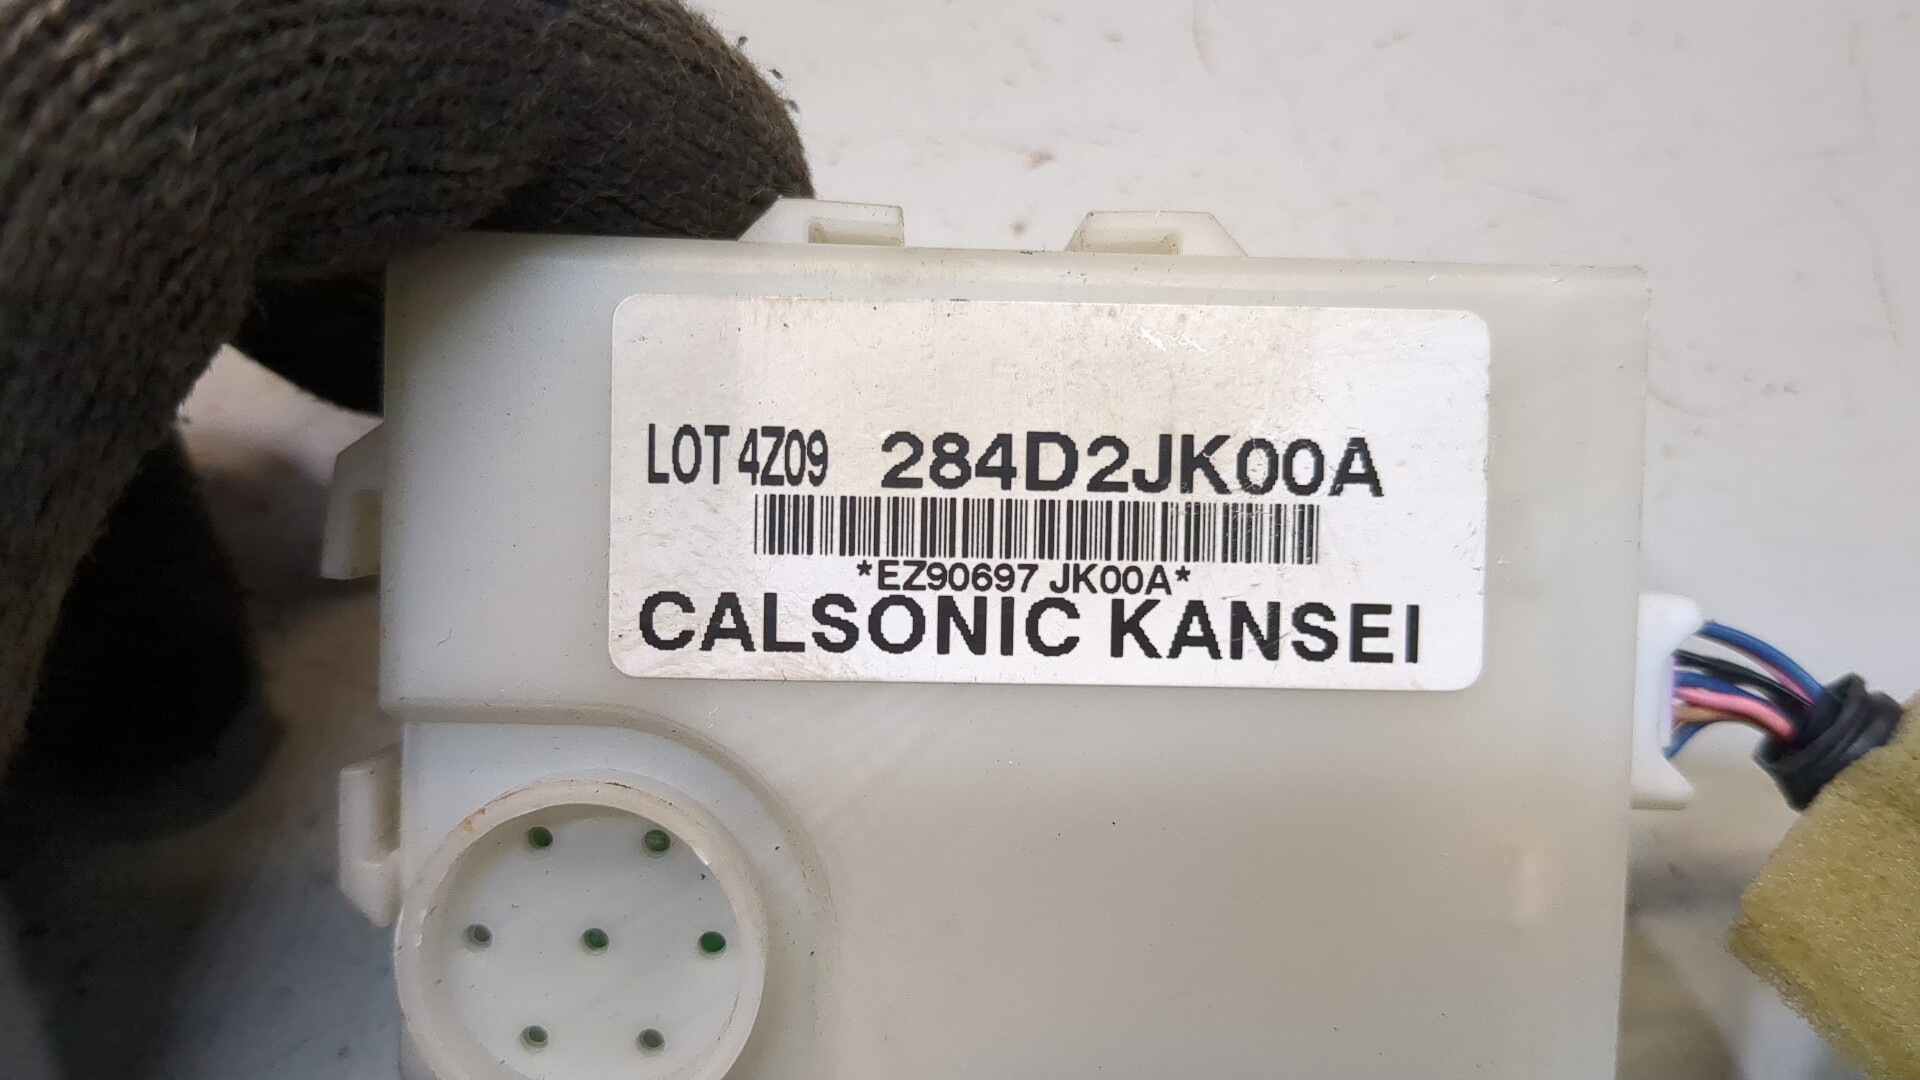 LOT 4Z09 284D2JK00A
*EZ90697 JK00A*
CALSONIC KANSEI